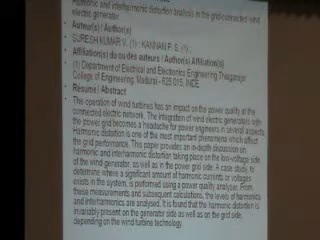 Harmonic and interharmonic distortion analysis in the grid-connected wind
electric generator
Auteur(s) / Author(s)
SURESH KUMAR V. (1) ; KANNAN P. S. (1) ;
Affiliation(s) du ou des auteurs / Author(s) Affiliation(s)
(1) Department of Electrical and Electronics Engineering Thiagarajar
College of Engineering, Madurai - 625 015, INDE
Résumé / Abstract
The operation of wind turbines has an impact on the power quality at the
connected electric network. The integration of wind electric generators with
the power grid becomes a headache for power engineers in several aspects.
Harmonic distortion is one of the most important phenomena which affect
the grid performance. This paper provides an in-depth discussion on
harmonic and interharmonic distortion taking place on the low-voltage side
of the wind generator, as well as in the power grid side. A case study, to
determine where a significant amount of harmonic currents or voltages
exists in the system, is performed using a power quality analyser. From
these measurements and subsequent calculations, the levels of harmonics
and interharmonics are analysed. It is found that the harmonic distortion is
invariably present on the generator side as well as on the grid side,
depending on the wind turbine technology